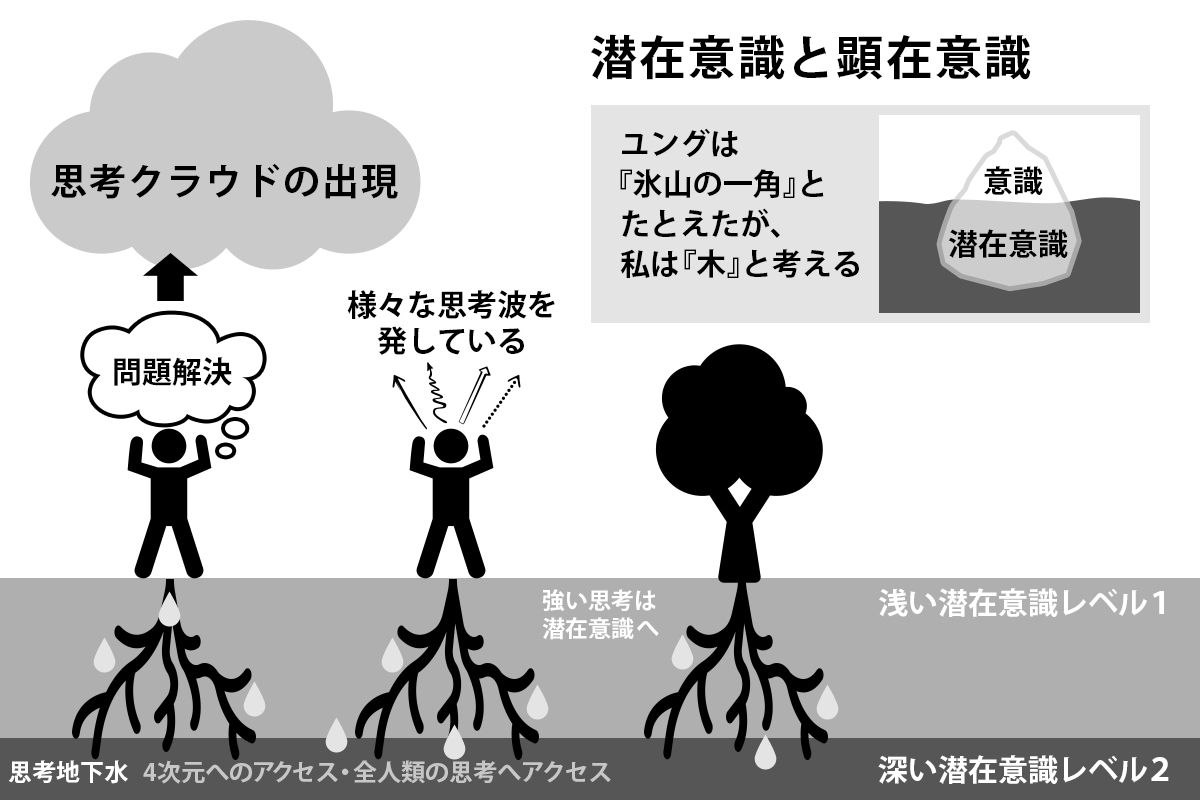 潜在意識と顕在意識
ユングは
『氷山の一角』と
たとえたが、
私は『木』と考える
意識
潜在意識
思考クラウドの出現
問題解決
様々な思考波を
発している
強い思考は
潜在意識へ
浅い潜在意識レベル1
思考地下水 4次元へのアクセス・全人類の思考へアクセス
深い潜在意識レベル2